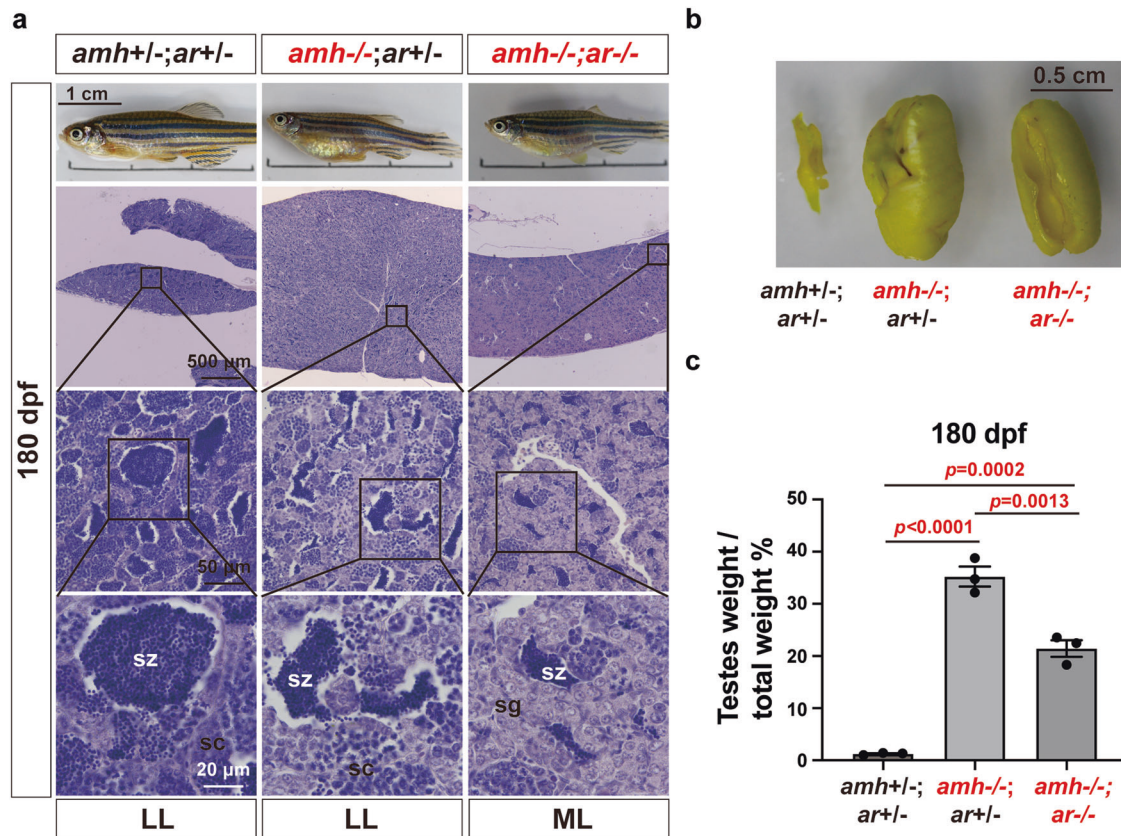 a
amh+/-;ar+/-
amh-/-;ar+/-
amh-/-;ar-/-
180 dpf
1 cm
500 µm
50 µm
sz
sc
20 µm
sz
sc
sz
sg
LL
LL
ML
b
0.5 cm
amh+/-;
ar+/-
amh-/-;
ar+/-
amh-/-;
ar-/-
c
180 dpf
p=0.0002
p=0.0013
p<0.0001
Testes weight /
total weight %
50
40
30
20
10
0
amh+/-;
ar+/-
amh-/-;
ar+/-
amh-/-;
ar-/-